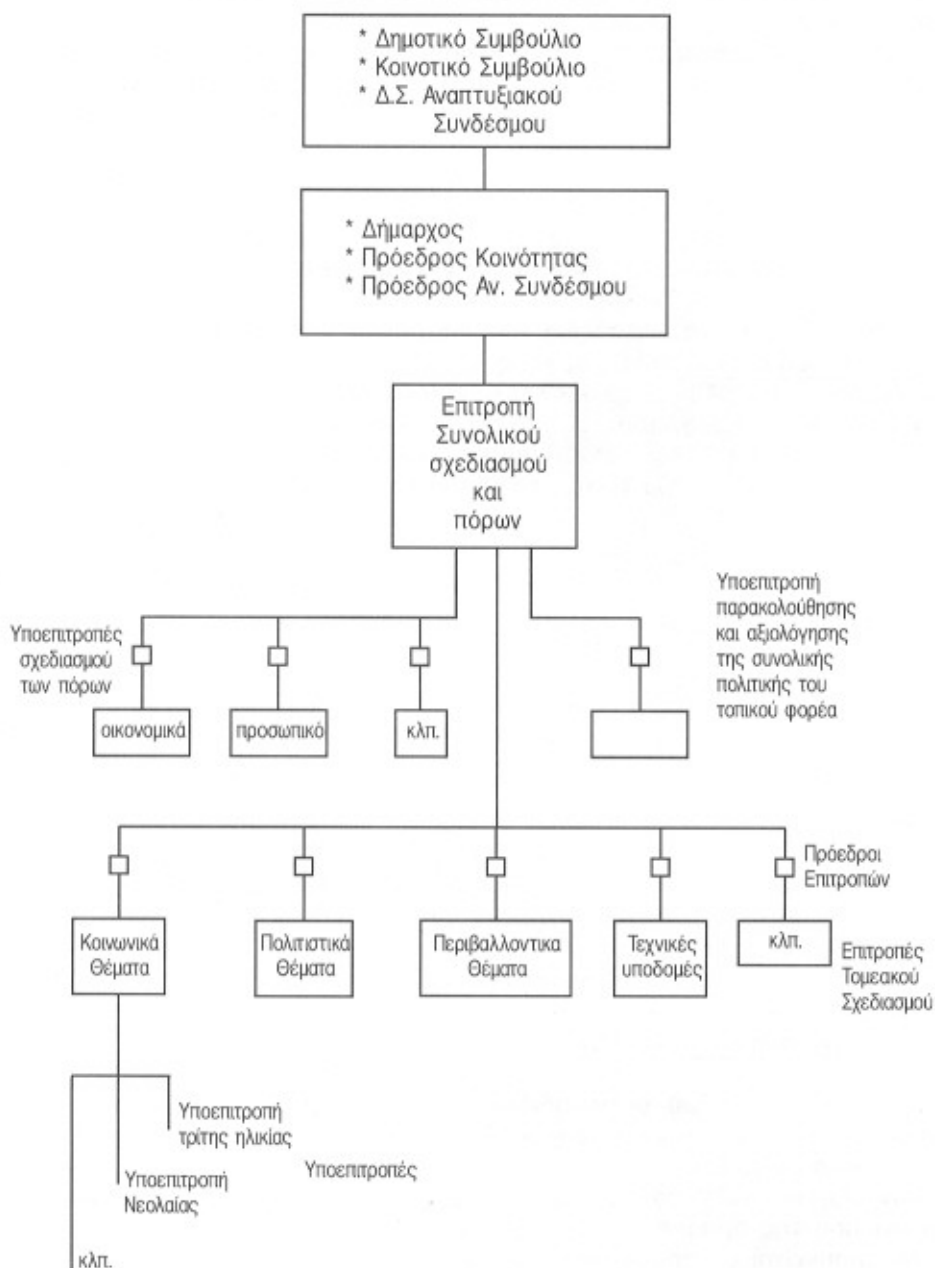 * Δημοτικό Συμβούλιο
* Κοινοτικό Συμβούλιο
* Δ.Σ. Αναπτυξιακού
Συνδέσμου
* Δήμαρχος
* Πρόεδρος Κοινότητας
* Πρόεδρος Αν. Συνδέσμου
Επιτροπή
Συνολικού
σχεδιασμού
και
πόρων
Υποεπιτροπές
σχεδιασμού
των πόρων
οικονομικά
προσωπικό
κλπ.
Υποεπιτροπή
παρακολούθησης
και αξιολόγησης
της συνολικής
πολιτικής του
τοπικού φορέα
Πρόεδροι
Επιτροπών
Κοινωνικά
Θέματα
Πολιτιστικά
Θέματα
Περιβαλλοντικα
Θέματα
Τεχνικές
υποδομές
κλπ.
Επιτροπές
Τομεακού
Σχεδιασμού
Υποεπιτροπή
τρίτης ηλικίας
Υποεπιτροπή
Νεολαίας
Υποεπιτροπές
κλπ.